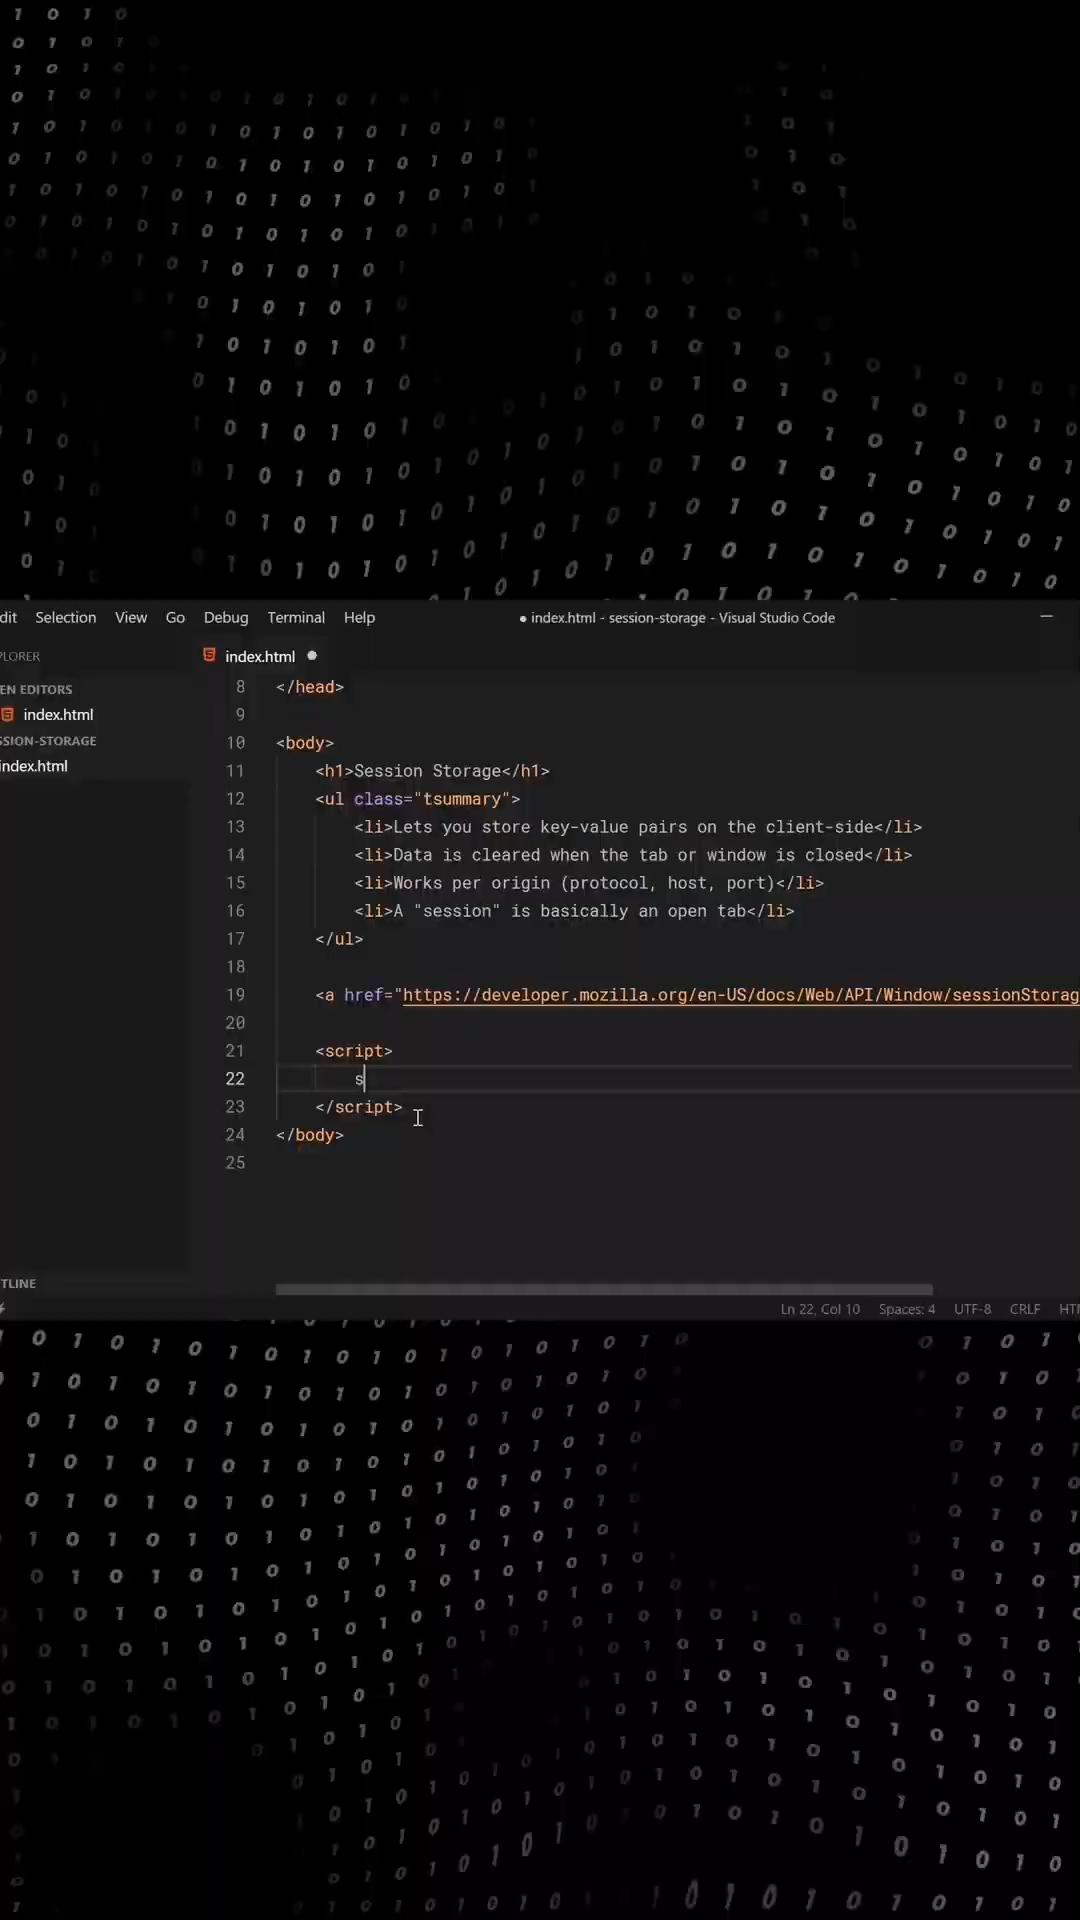 dit Selection View Go Debug Terminal Help ● index.html - session-storage - Visual Studio Code
PLORER
index.html
EN EDITORS
index.html
SSION-STORAGE
index.html
8 </head>
9
10 <body>
11 <h1>Session Storage</h1>
12 <ul class="tsummary">
13 <li>Lets you store key-value pairs on the client-side</li>
14 <li>Data is cleared when the tab or window is closed</li>
15 <li>Works per origin (protocol, host, port)</li>
16 <li>A "session" is basically an open tab</li>
17 </ul>
18
19 <a href="https://developer.mozilla.org/en-US/docs/Web/API/Window/sessionStorag
20
21 <script>
22 s
23 </script>
24 </body>
25
TLINE
Ln 22, Col 10 Spaces: 4 UTF-8 CRLF HTM